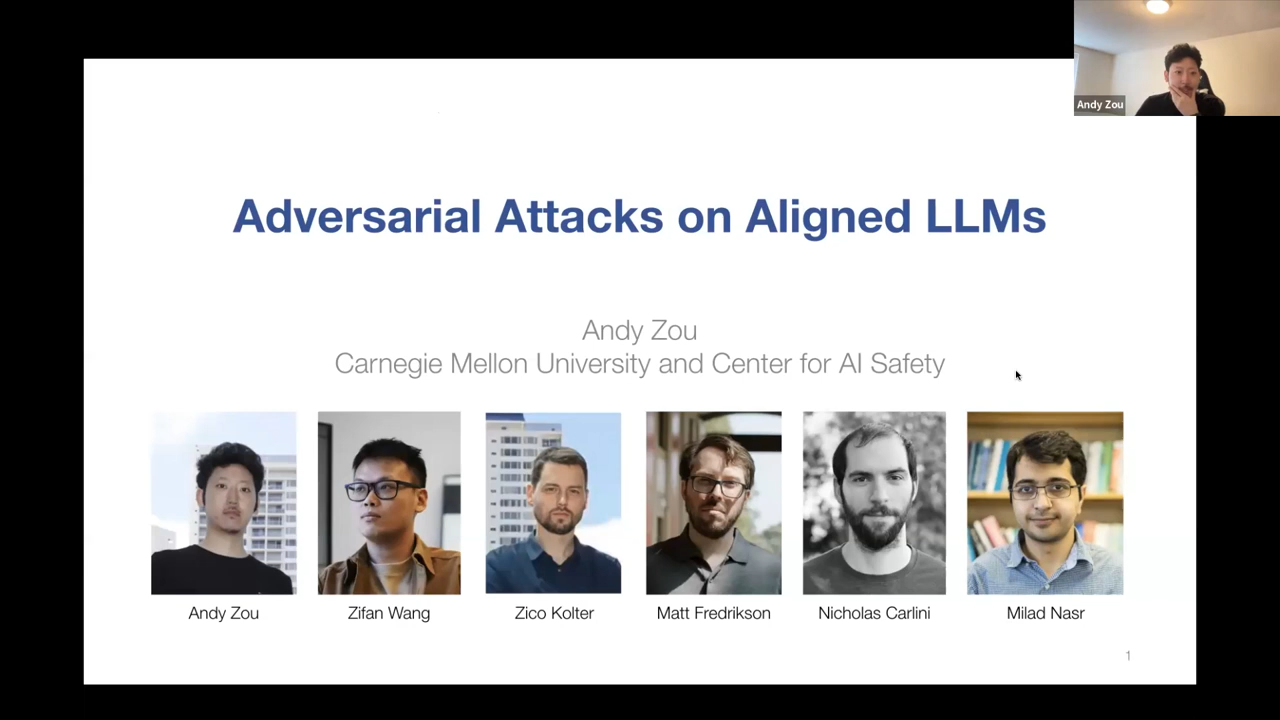 Andy Zou
Adversarial Attacks on Aligned LLMs
Andy Zou
Carnegie Mellon University and Center for AI Safety
Andy Zou
Zifan Wang
Zico Kolter
Matt Fredrikson
Nicholas Carlini
Milad Nasr
1